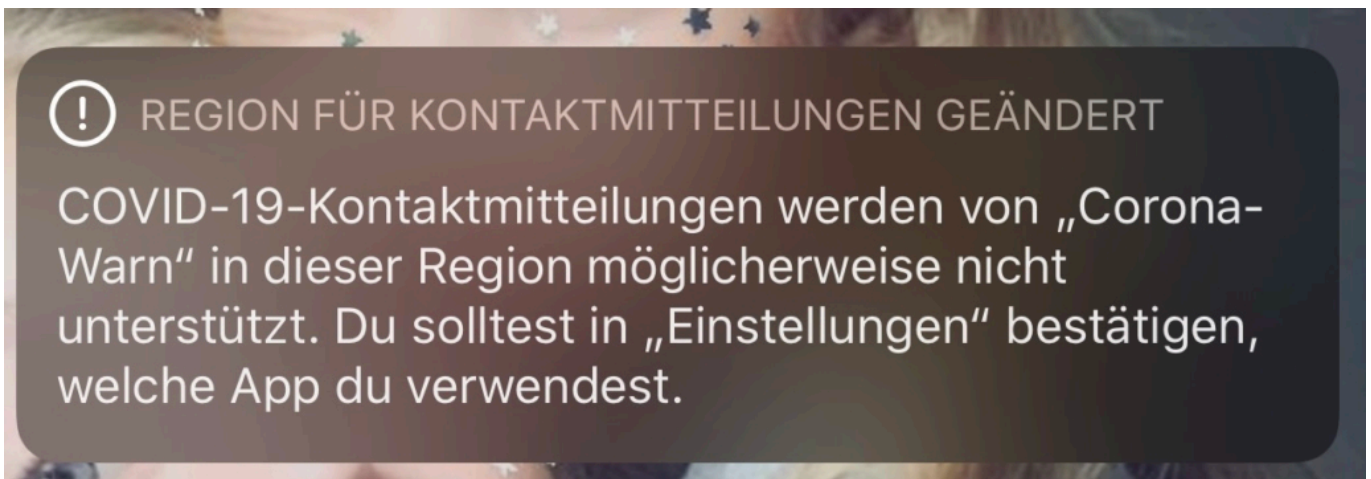 REGION FÜR KONTAKTMITTEILUNGEN GEÄNDERT
COVID-19-Kontaktmitteilungen werden von „Corona-
Warn“ in dieser Region möglicherweise nicht
unterstützt. Du solltest in „Einstellungen“ bestätigen,
welche App du verwendest.